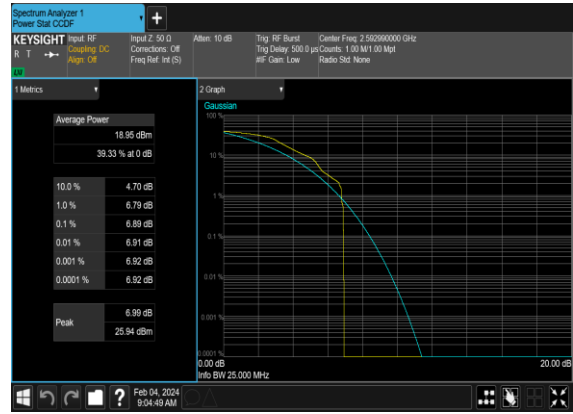 Spectrum Analyzer 1
Power Stat CCDF
KEYSIGHT
R T
LU
Input: RF
Coupling: DC
Align: Off
Input Z: 50 Ω
Corrections: Off
Freq Ref: Int (S)
Atten: 10 dB
Trig: RF Burst
Trig Delay: 500.0 µs
#IF Gain: Low
Center Freq: 2.592990000 GHz
Counts: 1.00 M/1.00 Mpt
Radio Std: None
1 Metrics
Average Power
18.95 dBm
39.33 % at 0 dB
10.0 % 4.70 dB
1.0 % 6.79 dB
0.1 % 6.89 dB
0.01 % 6.91 dB
0.001 % 6.92 dB
0.0001 % 6.92 dB
Peak
6.99 dB
25.94 dBm
2 Graph
Gaussian
100 %
10 %
1 %
0.1 %
0.01 %
0.001 %
0.0001 %
0.00 dB 20.00 dB
Info BW 25.000 MHz
?
Feb 04, 2024
9:04:49 AM